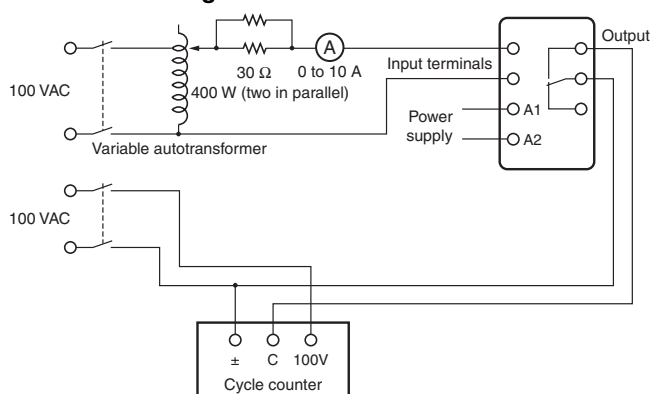 Output
A
Input terminals
30 Ω
0 to 10 A
400 W (two in parallel)
100 VAC
A1
Power
supply
A2
Variable autotransformer
100 VAC
± C 100V
Cycle counter